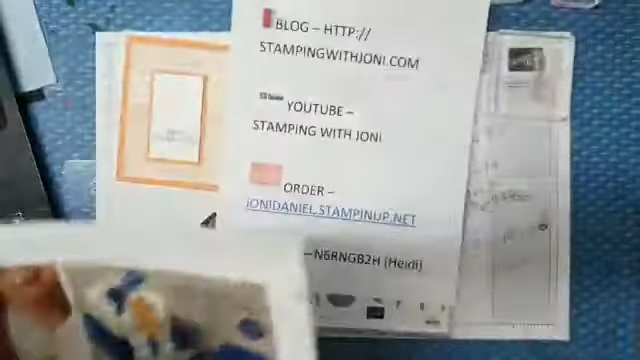 BLOG – HTTP://
STAMPINGWITHJONI.COM
YOUTUBE –
STAMPING WITH JONI
ORDER –
JONIDANIEL.STAMPINUP.NET
– N6RNGB2H (Heidi)